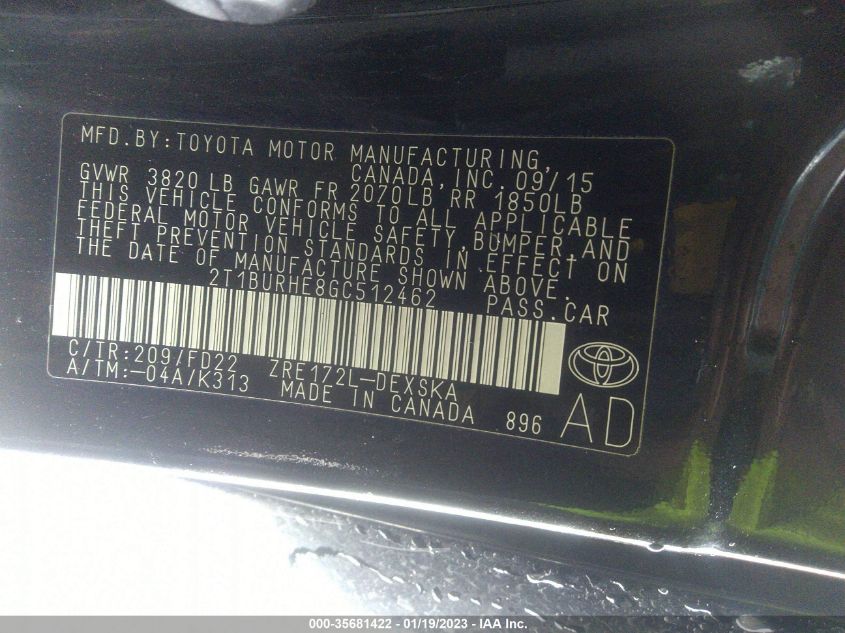 MFD.BY:TOYOTA MOTOR MANUFACTURING,
CANADA,INC. 09/15
GVWR 3820 LB GAWR FR 2070LB RR 1850LB
THIS VEHICLE CONFORMS TO ALL APPLICABLE
FEDERAL MOTOR VEHICLE SAFETY,BUMPER,AND
THEFT PREVENTION STANDARDS IN EFFECT ON
THE DATE OF MANUFACTURE SHOWN ABOVE.
2T1BURHE8GC512462 PASS.CAR
C/TR:209/FD22 ZRE172L-DEXSKA
A/TM:-04A/K313 MADE IN CANADA 896 AD
000-35681422 - 01/19/2023 - IAA Inc.